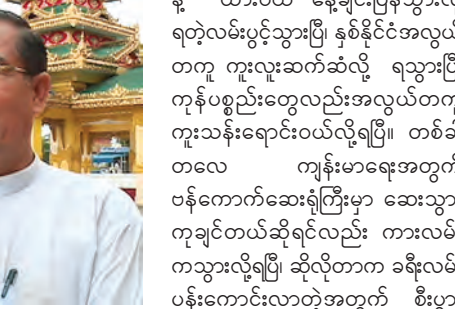 ရတဲ့လမ်းပွင့်သွားပြီ၊ နှစ်နိုင်ငံအလွယ်
တကူ ကူးလူးဆက်ဆံလို့ ရသွားပြီ
ကုန်ပစ္စည်းတွေလည်းအလွယ်တကူ
ကူးသန်းရောင်းဝယ်လို့ရပြီ။ တစ်ခါ
တလေ ကျန်းမာရေးအတွက်
ဗန်ကောက်ဆေးရုံကြီးမှာ ဆေးသွား
ကုချင်တယ်ဆိုရင်လည်း ကားလမ်း
ကသွားလို့ရပြီ၊ ဆိုလိုတာက ခရီးလမ်း
ပန်းကောင်းလာတဲ့အတွက် စီးပွား